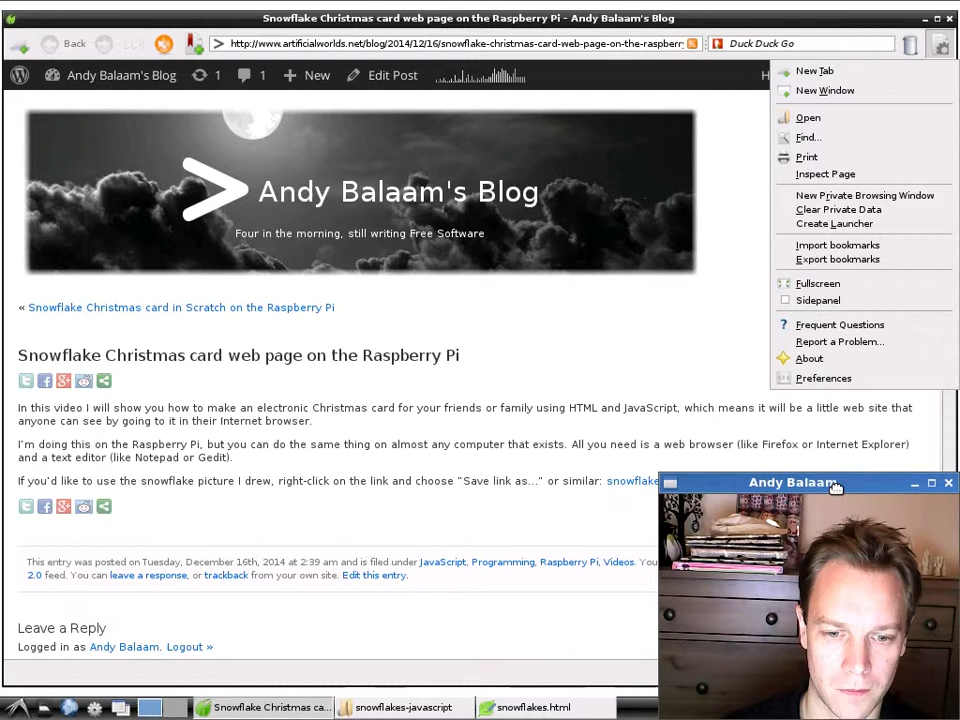 Snowflake Christmas card web page on the Raspberry Pi - Andy Balaam's Blog
Back
http://www.artificialworlds.net/blog/2014/12/16/snowflake-christmas-card-web-page-on-the-raspberry
Duck Duck Go
Andy Balaam's Blog
1
1
New
Edit Post
H
New Tab
New Window
Open
Find...
Print
Inspect Page
New Private Browsing Window
Clear Private Data
Create Launcher
Import bookmarks
Export bookmarks
Fullscreen
Sidepanel
Frequent Questions
Report a Problem...
About
Preferences
> Andy Balaam's Blog
Four in the morning, still writing Free Software
« Snowflake Christmas card in Scratch on the Raspberry Pi
Snowflake Christmas card web page on the Raspberry Pi
In this video I will show you how to make an electronic Christmas card for your friends or family using HTML and JavaScript, which means it will be a little web site that
anyone can see by going to it in their Internet browser.
I'm doing this on the Raspberry Pi, but you can do the same thing on almost any computer that exists. All you need is a web browser (like Firefox or Internet Explorer)
and a text editor (like Notepad or Gedit).
If you'd like to use the snowflake picture I drew, right-click on the link and choose "Save link as..." or similar: snowflake
This entry was posted on Tuesday, December 16th, 2014 at 2:39 am and is filed under JavaScript, Programming, Raspberry Pi, Videos. You
2.0 feed. You can leave a response, or trackback from your own site. Edit this entry.
Leave a Reply
Logged in as Andy Balaam. Logout »
Andy Balaam
Snowflake Christmas ca...
snowflakes-javascript
snowflakes.html